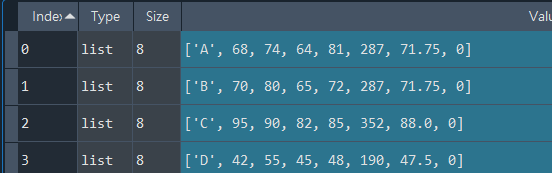 Index Type Size Valu
0 list 8 ['A', 68, 74, 64, 81, 287, 71.75, 0]
1 list 8 ['B', 70, 80, 65, 72, 287, 71.75, 0]
2 list 8 ['C', 95, 90, 82, 85, 352, 88.0, 0]
3 list 8 ['D', 42, 55, 45, 48, 190, 47.5, 0]